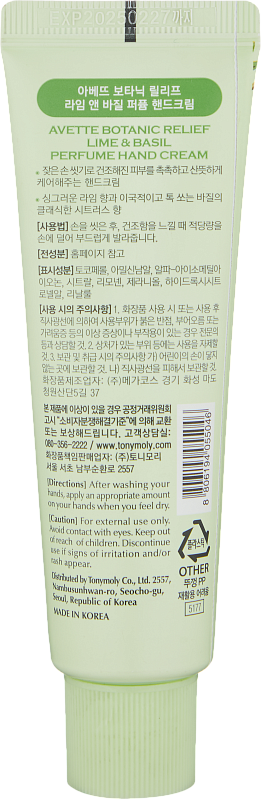 EXP20250227까지
아베뜨 보타닉 릴리프
라임 앤 바질 퍼퓸 핸드크림
AVETTE BOTANIC RELIEF
LIME & BASIL
PERFUME HAND CREAM
• 잦은 손 씻기로 건조해진 피부를 촉촉하고 산뜻하게
케어해주는 핸드크림
• 싱그러운 라임 향과 이국적이고 톡 쏘는 바질의
클래식한 시트러스 향
[사용법] 손을 씻은 후, 건조함을 느낄 때 적당량을
손에 덜어 부드럽게 발라줍니다.
[전성분] 홈페이지 참고
[표시성분] 토코페롤, 아밀신남알, 알파-아이소메틸아
이오논, 시트랄, 리모넨, 제라니올, 하이드록시시트
로넬알, 리날룰
[사용 시의 주의사항] 1. 화장품 사용 시 또는 사용 후
직사광선에 의하여 사용부위가 붉은 반점, 부어오름 또는
가려움증 등의 이상 증상이나 부작용이 있는 경우 전문의
등과 상담할 것. 2. 상처가 있는 부위 등에는 사용을 자제할
것. 3. 보관 및 취급 시의 주의사항 가) 어린이의 손이 닿지
않는 곳에 보관할 것. 나) 직사광선을 피해서 보관할 것.
화장품제조업자: (주)메가코스 경기 화성 마도
청원산단5길 37
본 제품에 이상이 있을 경우 공정거래위원회
고시 "소비자분쟁해결기준"에 의해 교환
또는 보상해드립니다. 고객상담실:
080-356-2222 / www.tonymoly.com
화장품책임판매업자: (주)토니모리
서울 서초 남부순환로 2557
[Directions] After washing your
hands, apply an appropriate amount
on your hands when you feel dry.
[Caution] For external use only.
Avoid contact with eyes. Keep out
of reach of children. Discontinue
use if signs of irritation and/or
rash appear.
Distributed by Tonymoly Co., Ltd. 2557,
Nambusunhwan-ro, Seocho-gu,
Seoul, Republic of Korea
MADE IN KOREA
8 806194 055046
플라스틱
OTHER
뚜껑 PP
재활용 어려움
5177